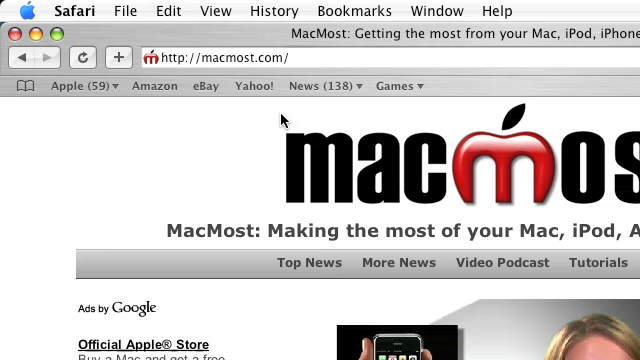 Safari File Edit View History Bookmarks Window Help
MacMost: Getting the most from your Mac, iPod, iPhone
http://macmost.com/
Apple (59) Amazon eBay Yahoo! News (138) Games
macmos
MacMost: Making the most of your Mac, iPod, A
Top News More News Video Podcast Tutorials
Ads by Google
Official Apple® Store
Buy a Mac and get a free